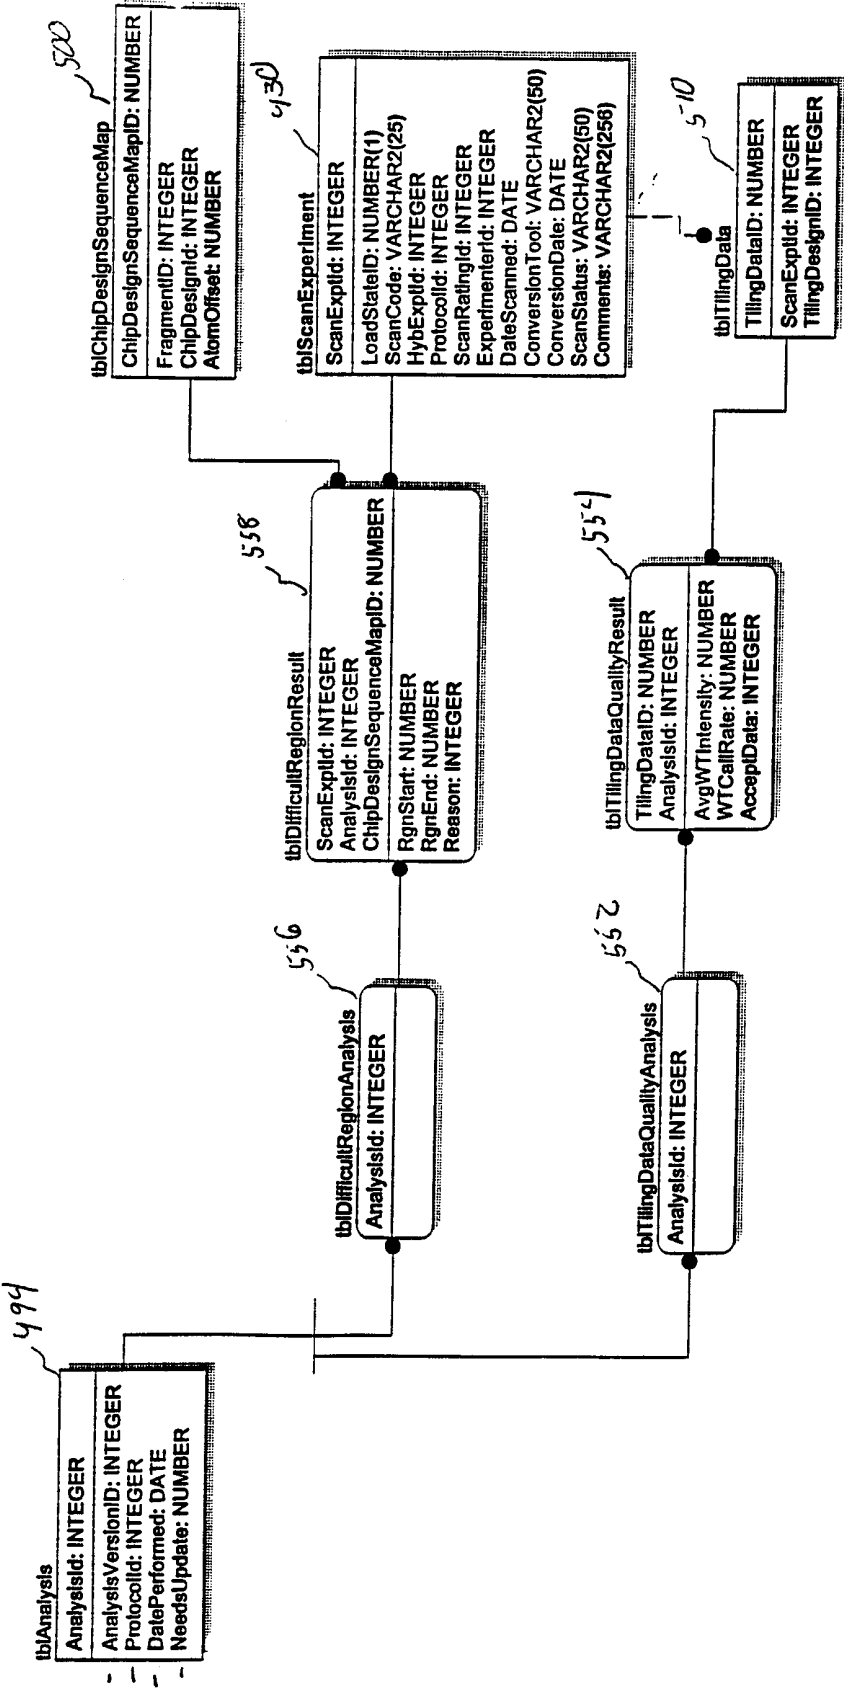 tblAnalysis
494
AnalysisId: INTEGER
AnalysisVersionID: INTEGER
ProtocolId: INTEGER
DatePerformed: DATE
NeedsUpdate: NUMBER
tblDifficultRegionAnalysis
556
AnalysisId: INTEGER
tblTilingDataQualityAnalysis
552
AnalysisId: INTEGER
tblDifficultRegionResult
558
ScanExptId: INTEGER
AnalysisId: INTEGER
ChipDesignSequenceMapID: NUMBER
RgnStart: NUMBER
RgnEnd: NUMBER
Reason: INTEGER
tblTilingDataQualityResult
554
TilingDataID: NUMBER
AnalysisId: INTEGER
AvgWTIntensity: NUMBER
WTCallRate: NUMBER
AcceptData: INTEGER
tblChipDesignSequenceMap
500
ChipDesignSequenceMapID: NUMBER
FragmentID: INTEGER
ChipDesignId: INTEGER
AtomOffset: NUMBER
tblScanExperiment
430
ScanExptId: INTEGER
LoadStateID: NUMBER(1)
ScanCode: VARCHAR2(25)
HybExptId: INTEGER
ProtocolId: INTEGER
ScanRatingId: INTEGER
ExperimenterId: INTEGER
DateScanned: DATE
ConversionTool: VARCHAR2(50)
ConversionDate: DATE
ScanStatus: VARCHAR2(50)
Comments: VARCHAR2(256)
tblTilingData
510
TilingDataID: NUMBER
ScanExptId: INTEGER
TilingDesignID: INTEGER